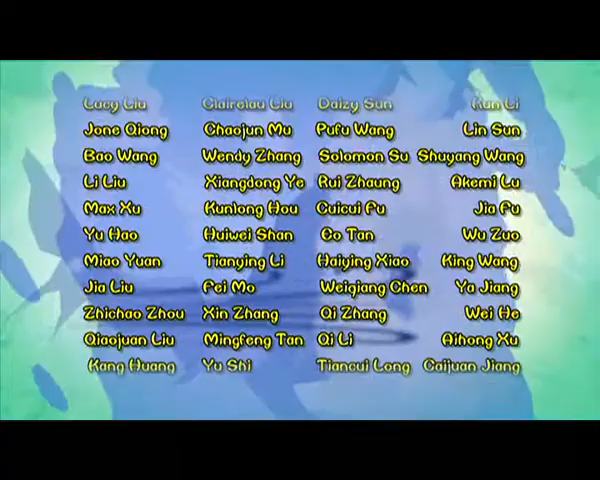 Lacy Liu Clairelau Liu Daizy Sun Kun Li
Jone Qiong Chaojun Mu Pufu Wang Lin Sun
Bao Wang Wendy Zhang Solomon Su Shuyang Wang
Li Liu Xiangdong Ye Rui Zhaung Akemi Lu
Max Xu Kunlong Hou Cuicui Fu Jia Fu
Yu Hao Huiwei Shan Co Tan Wu Zuo
Miao Yuan Tianying Li Haiying Xiao King Wang
Jia Liu Fei Mo Weiqiang Chen Ya Jiang
Zhichao Zhou Xin Zhang Qi Zhang Wei He
Qiaojuan Liu Mingfeng Tan Qi Li Aihong Xu
Kang Huang Yu Shi Tiancui Long Caijuan Jiang